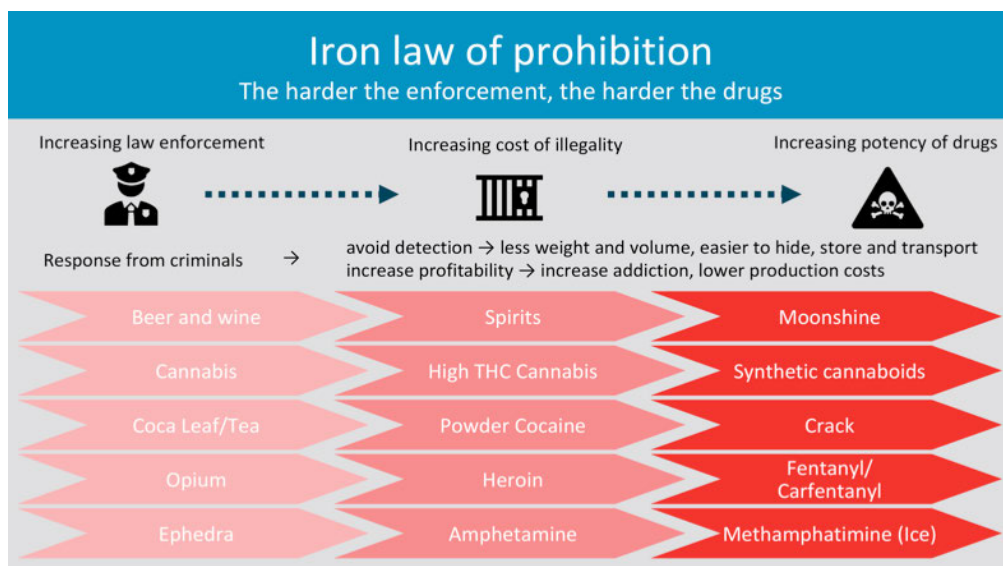 Iron law of prohibition
The harder the enforcement, the harder the drugs
Increasing law enforcement
Increasing cost of illegality
Increasing potency of drugs
Response from criminals →
avoid detection → less weight and volume, easier to hide, store and transport
increase profitability → increase addiction, lower production costs
Beer and wine
Spirits
Moonshine
Cannabis
High THC Cannabis
Synthetic cannaboids
Coca Leaf/Tea
Powder Cocaine
Crack
Opium
Heroin
Fentanyl/
Carfentanyl
Ephedra
Amphetamine
Methamphatimine (Ice)